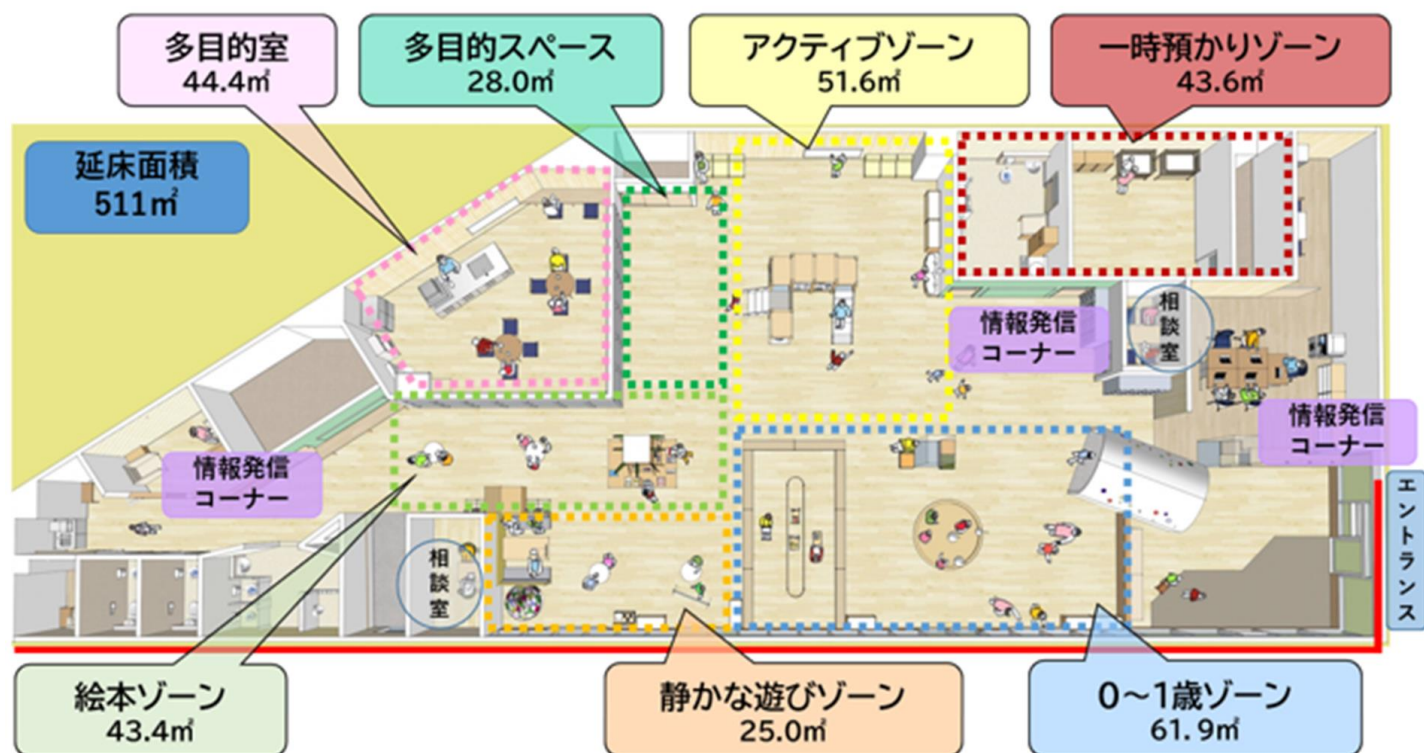 多目的室
44.4㎡
多目的スペース
28.0㎡
アクティブゾーン
51.6㎡
一時預かりゾーン
43.6㎡
延床面積
511㎡
情報発信
コーナー
相談室
情報発信
コーナー
情報発信
コーナー
エントランス
相談室
絵本ゾーン
43.4㎡
静かな遊びゾーン
25.0㎡
0～1歳ゾーン
61.9㎡